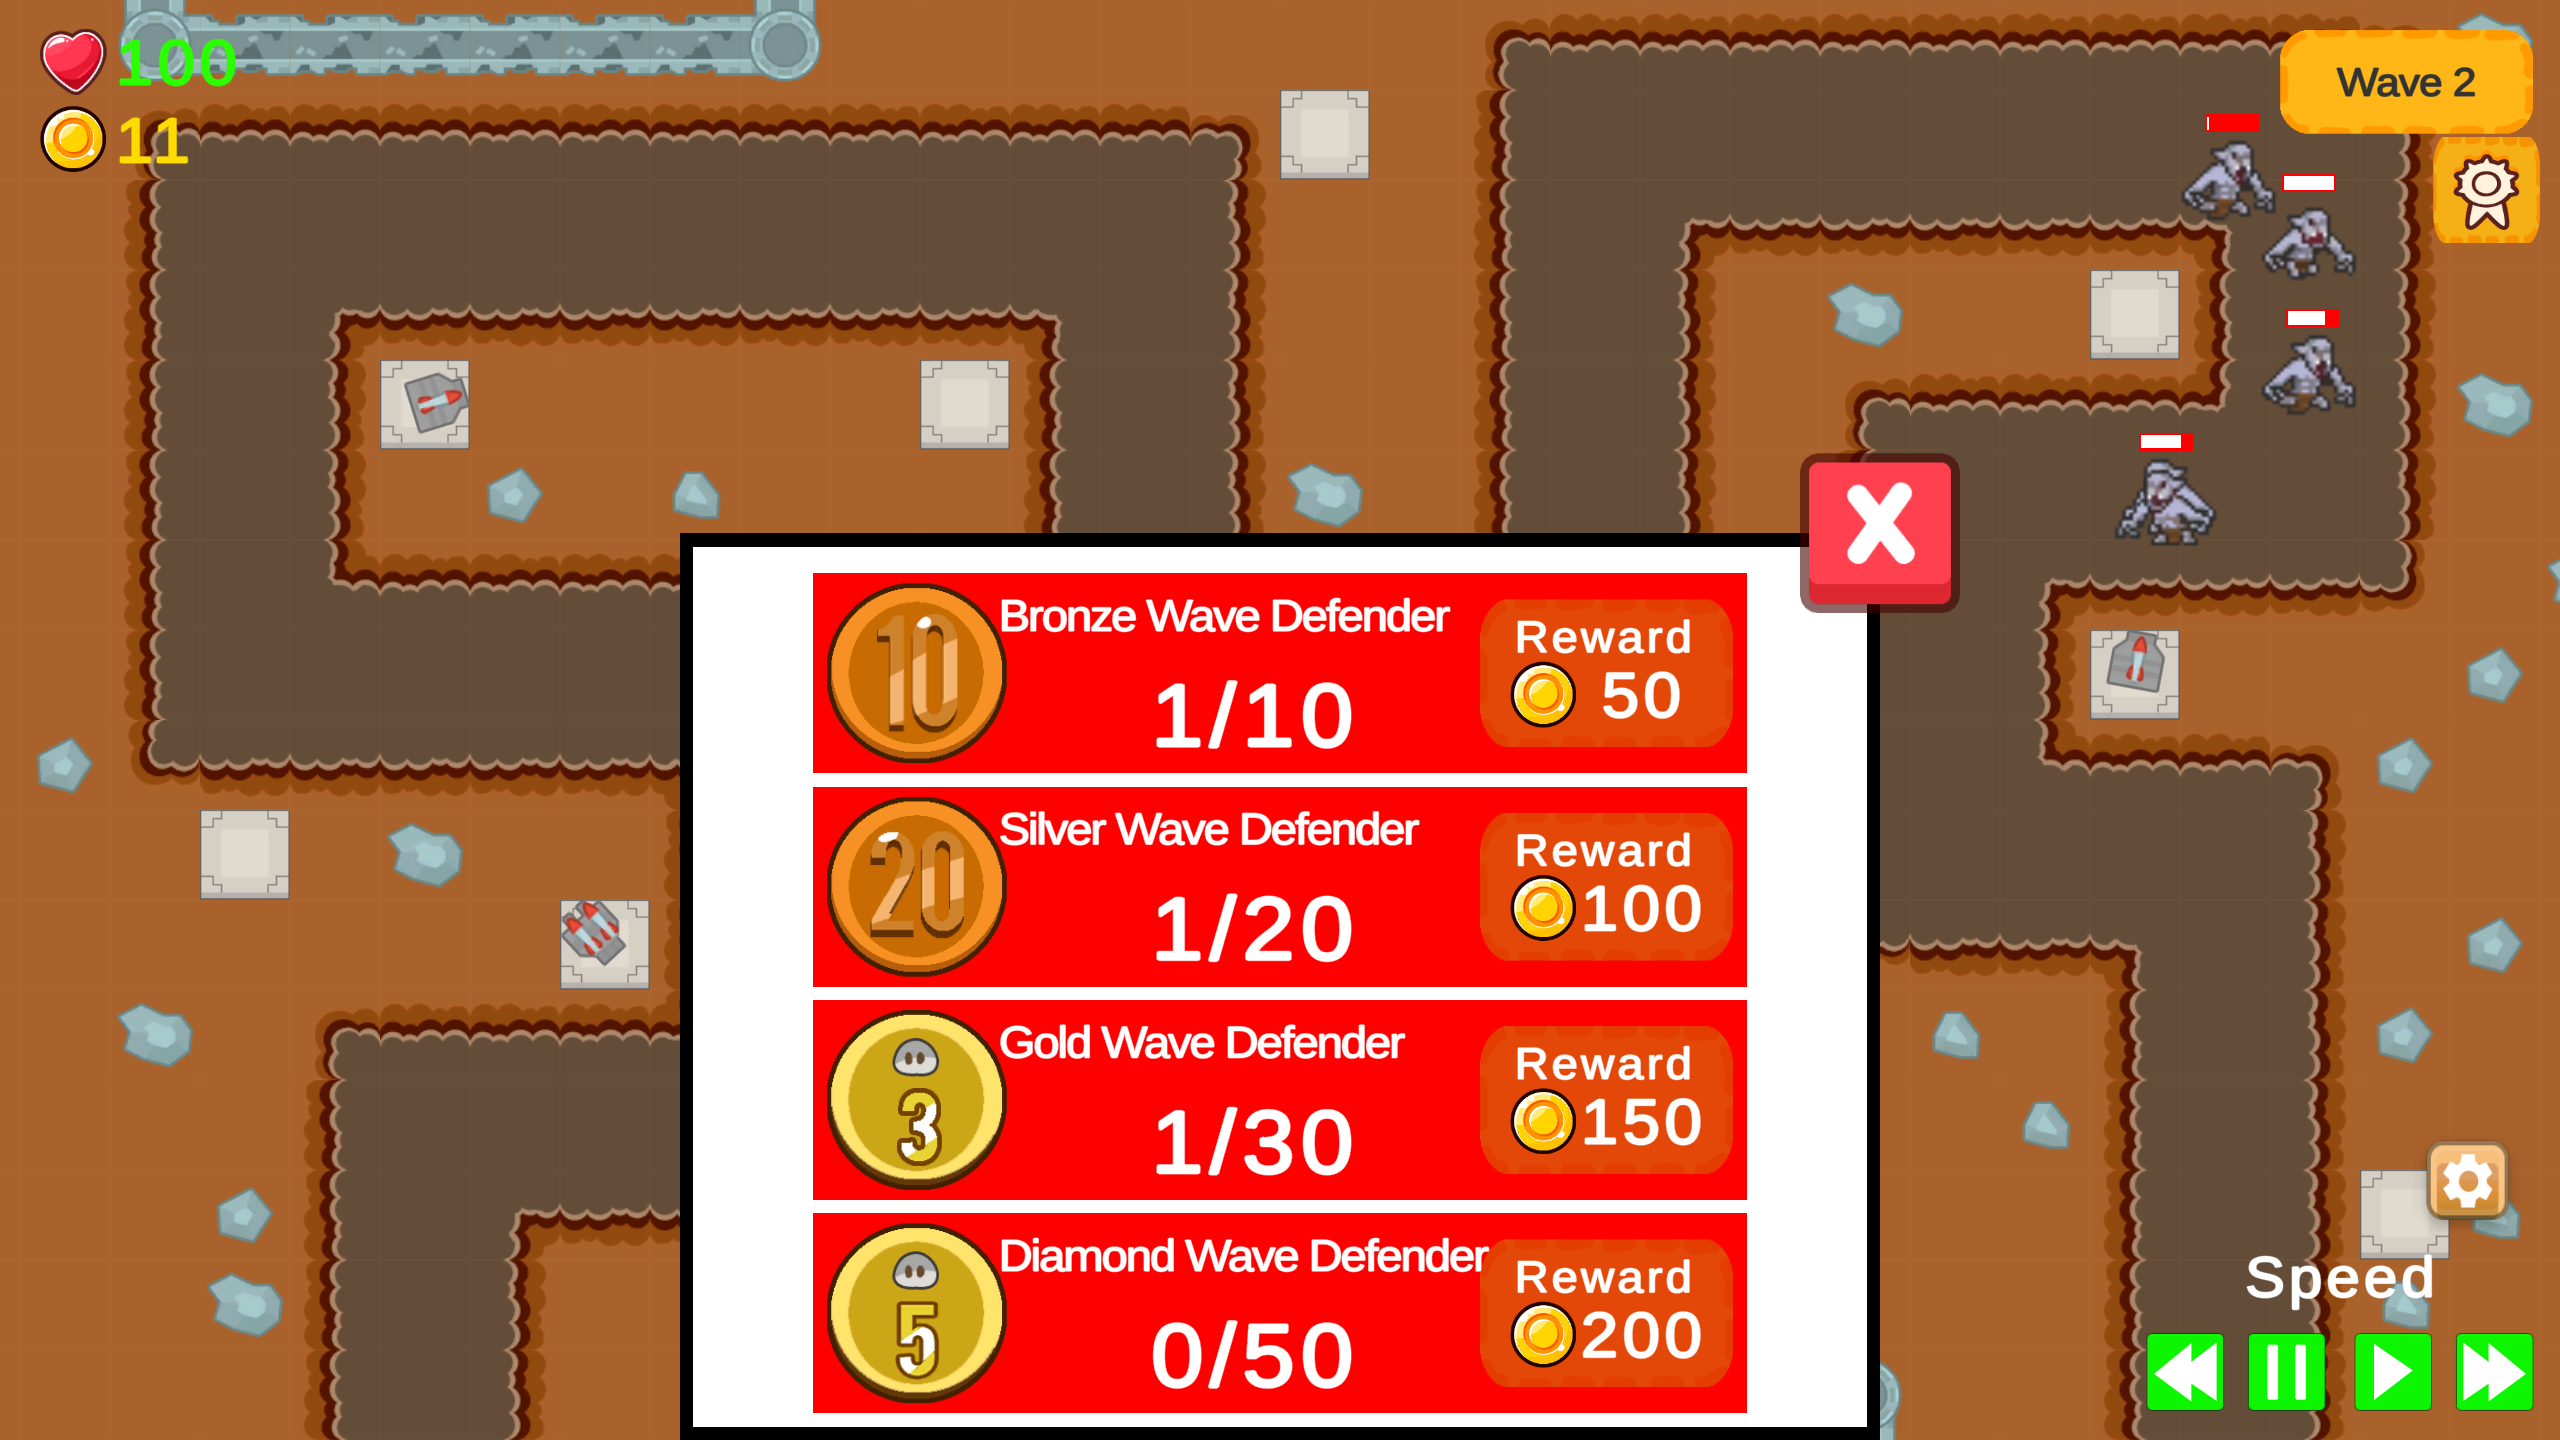 100
11
Wave 2
10
Bronze Wave Defender
1/10
Reward
50
20
Silver Wave Defender
1/20
Reward
100
3
Gold Wave Defender
1/30
Reward
150
5
Diamond Wave Defender
0/50
Reward
200
X
Speed